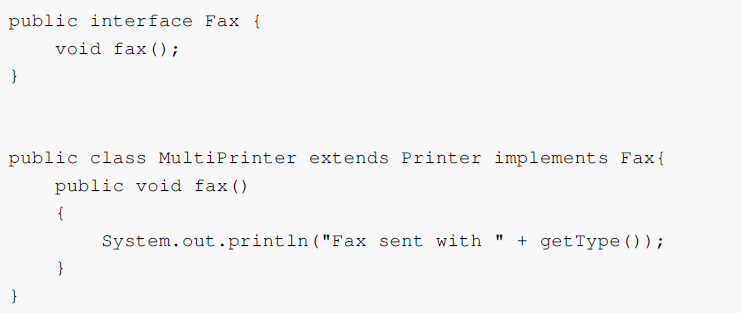 public interface Fax {
    void fax();
}
public class MultiPrinter extends Printer implements Fax{
    public void fax()
    {
        System.out.println("Fax sent with " + getType());
    }
}